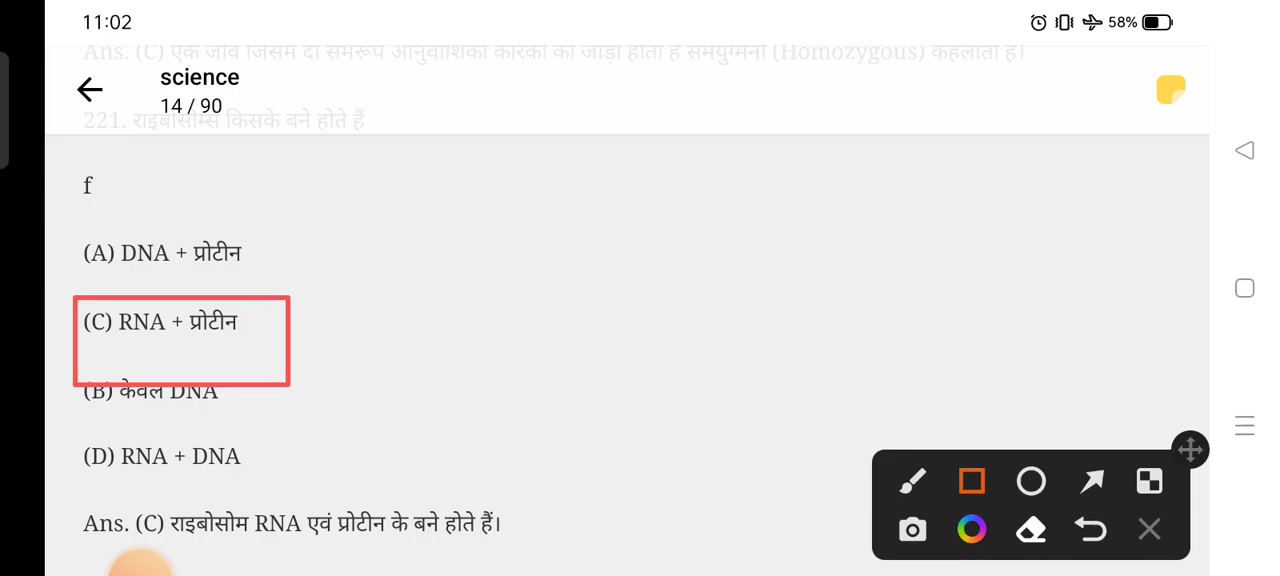 11:02
58%
Ans. (C) एक जीव जिसमें दो समरूप आनुवांशिकी कारकों का जोड़ा होता है समयुग्मनी (Homozygous) कहलाता है।
science
14 / 90
221. राइबोसोम्स किसके बने होते हैं
f
(A) DNA + प्रोटीन
(C) RNA + प्रोटीन
(B) केवल DNA
(D) RNA + DNA
Ans. (C) राइबोसोम RNA एवं प्रोटीन के बने होते हैं।